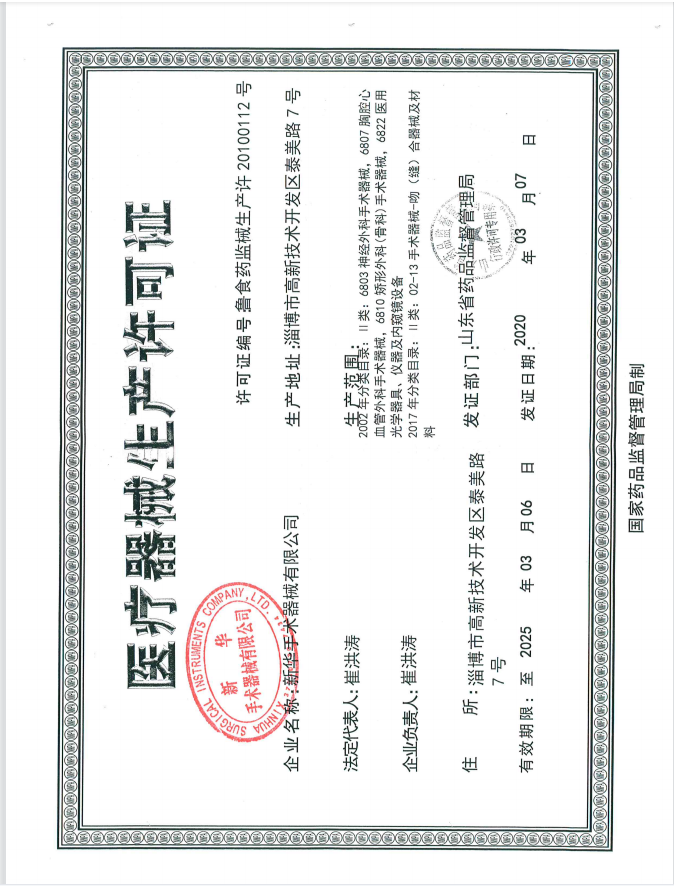 医疗器械生产许可证
许可证编号:鲁食药监械生产许 20100112 号
企业名称:新华手术器械有限公司
生产地址:淄博市高新技术开发区泰美路 7 号
法定代表人:崔洪涛
生产范围:
2002 年分类目录: II 类: 6803 神经外科手术器械, 6807 胸腔心
血管外科手术器械, 6810 矫形外科(骨科)手术器械, 6822 医用
光学器具、仪器及内窥镜设备
2017 年分类目录: II 类: 02-13 手术器械-吻（缝）合器械及材
料
企业负责人:崔洪涛
住 所:淄博市高新技术开发区泰美路
7 号
发证部门:山东省药品监督管理局
有效期限: 至 2025 年 03 月 06 日
发证日期: 2020 年 03 月 07 日
国家药品监督管理局制
XINHUA SURGICAL INSTRUMENTS COMPANY,LTD.
新 华
手术器械有限公司
行政许可专用章